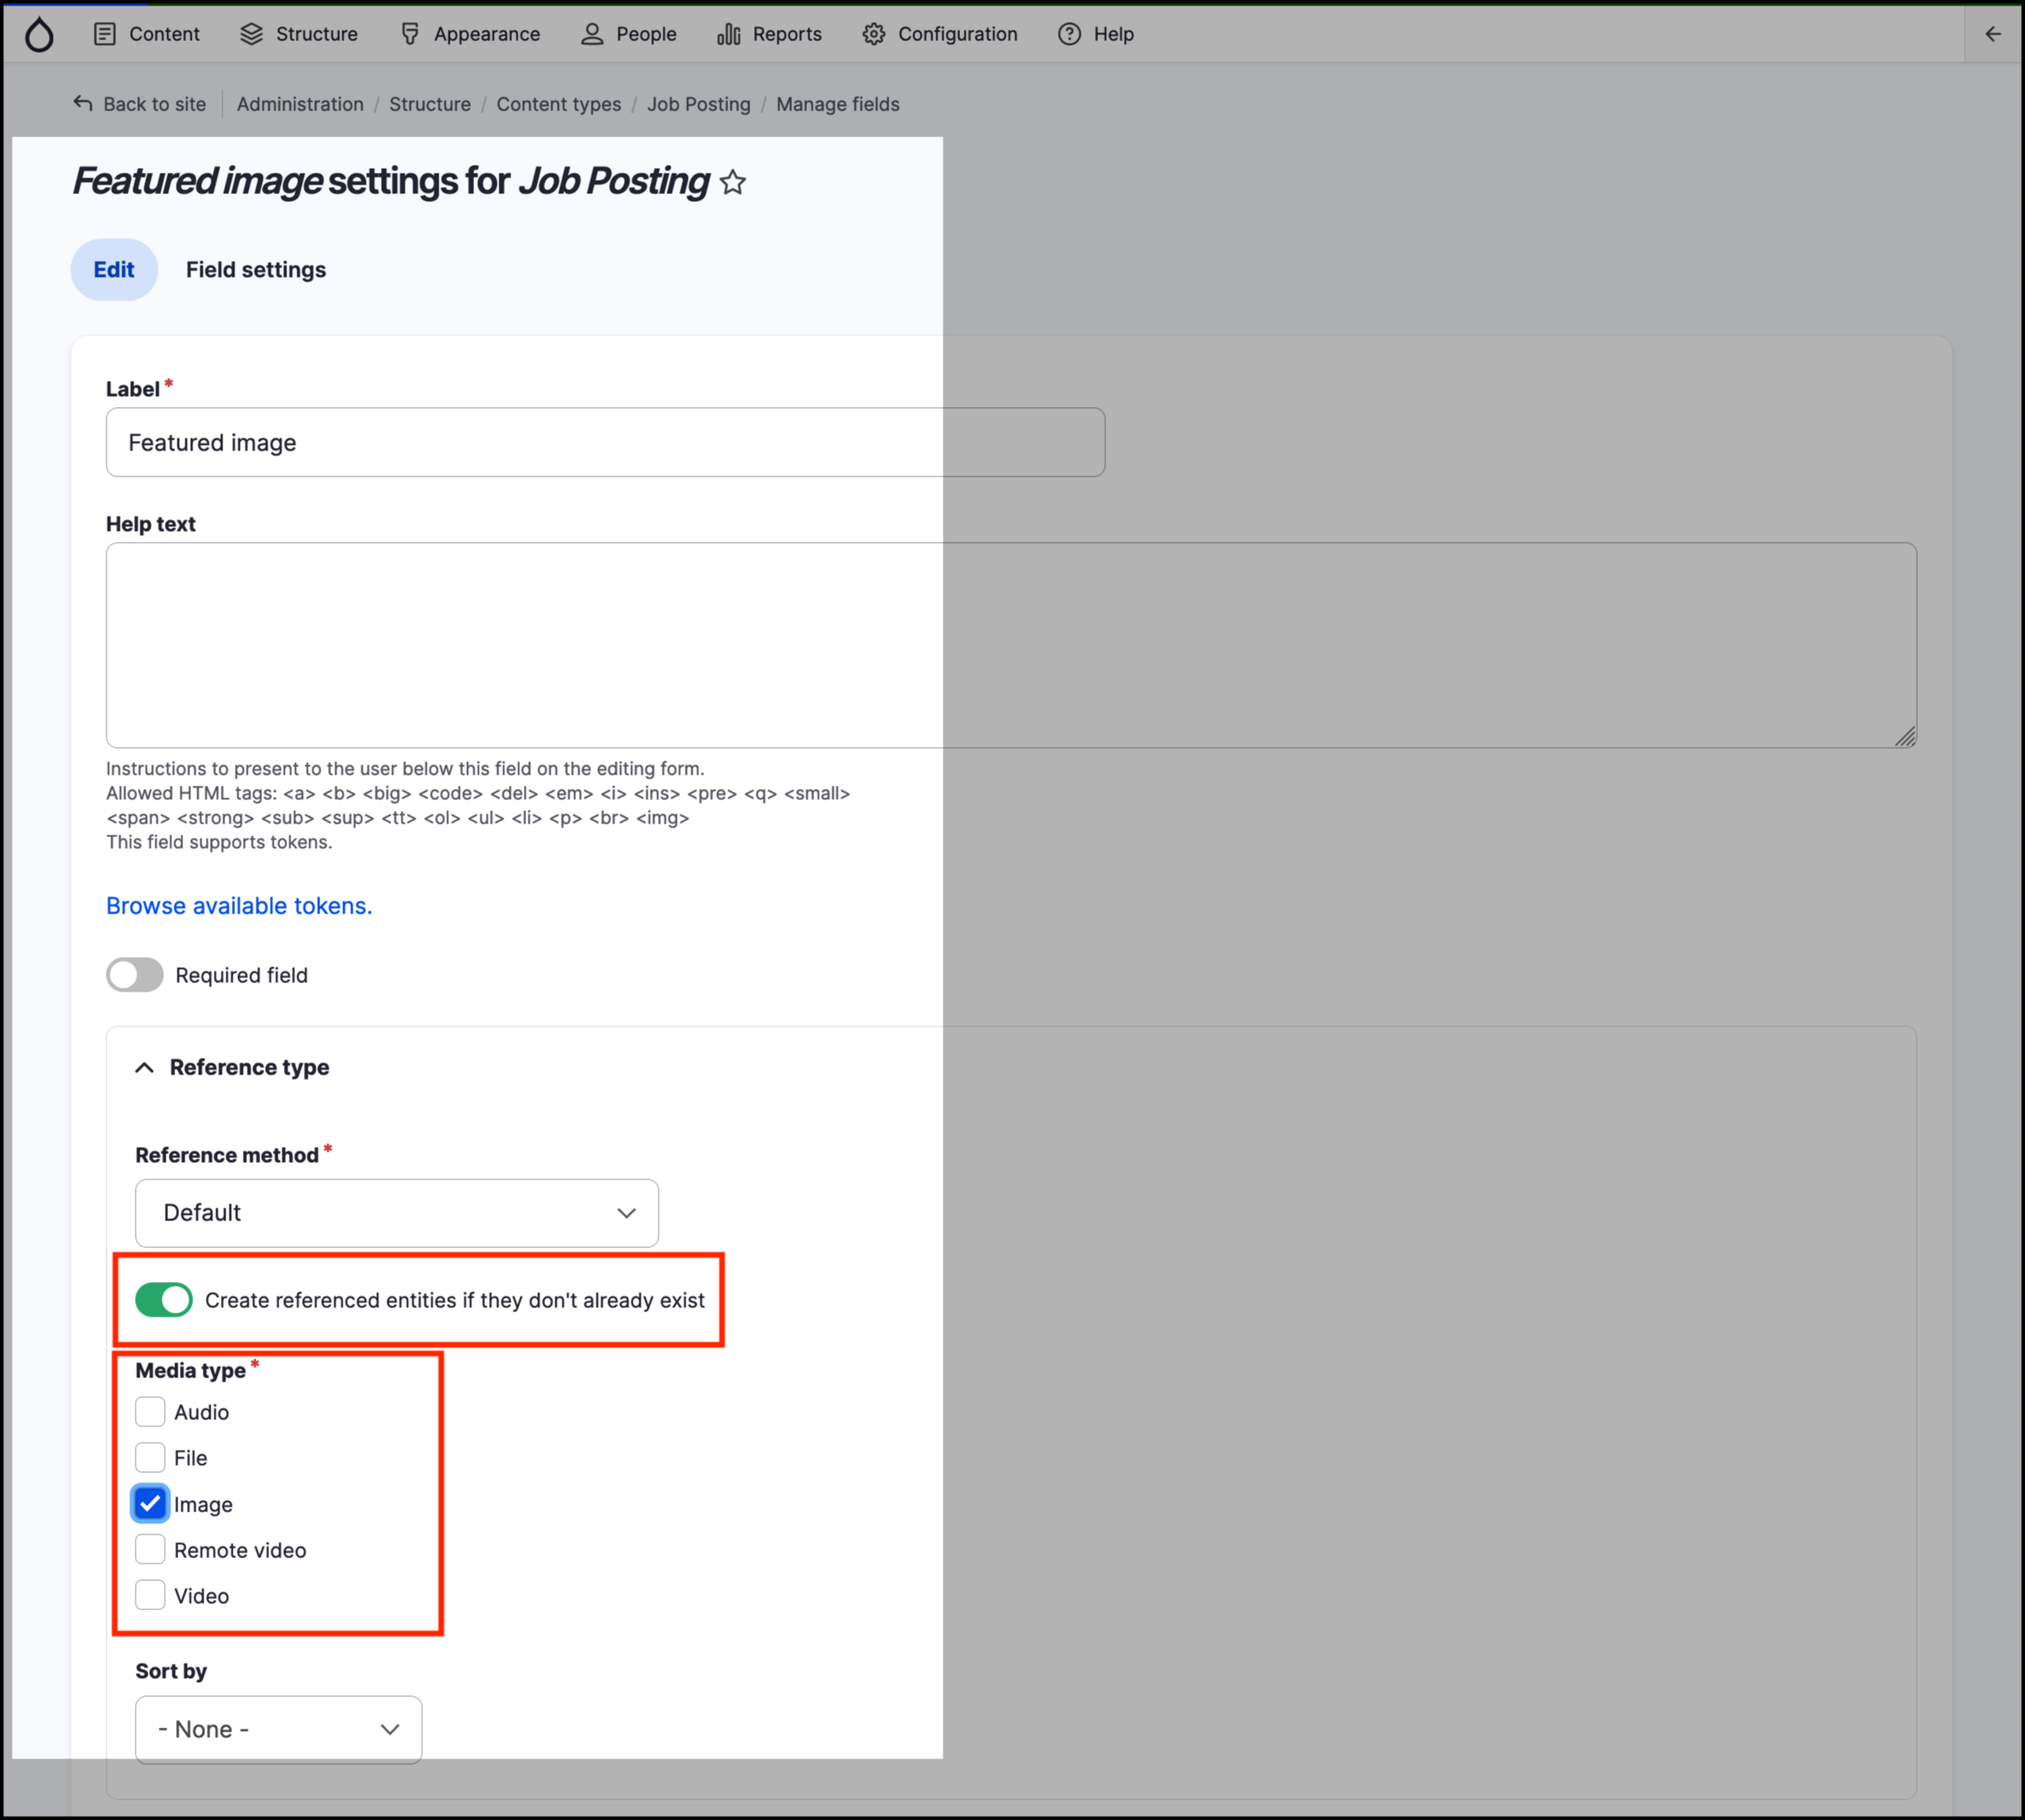 Content Structure Appearance People Reports Configuration Help
Back to site Administration / Structure / Content types / Job Posting / Manage fields
Featured image settings for Job Posting
Edit Field settings
Label *
Featured image
Help text
Instructions to present to the user below this field on the editing form.
Allowed HTML tags: <a> <b> <big> <code> <del> <em> <i> <ins> <pre> <q> <small>
<span> <strong> <sub> <sup> <tt> <ol> <ul> <li> <p> <br> <img>
This field supports tokens.
Browse available tokens.
Required field
Reference type
Reference method *
Default
Create referenced entities if they don't already exist
Media type *
Audio
File
Image
Remote video
Video
Sort by
- None -